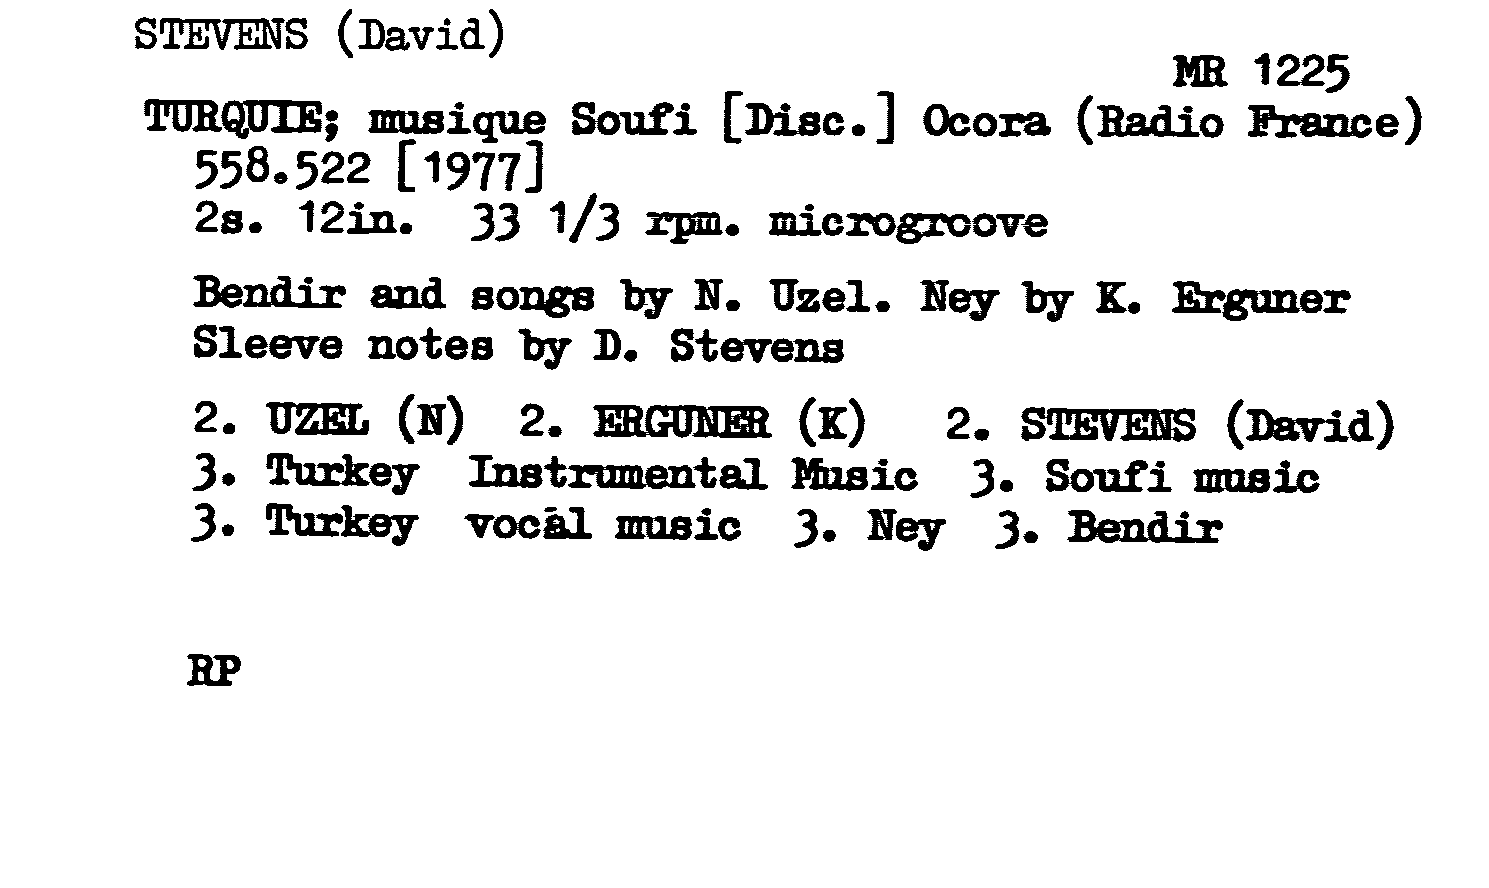 STEVENS (David)
MR 1225
TURQUIE; musique Soufi [Disc.] Ocora (Radio France)
558.522 [1977]
2s. 12in. 33 1/3 rpm. microgroove
Bendir and songs by N. Uzel. Ney by K. Erguner
Sleeve notes by D. Stevens
2. UZEL (N) 2. ERGUNER (K) 2. STEVENS (David)
3. Turkey Instrumental Music 3. Soufi music
3. Turkey vocal music 3. Ney 3. Bendir
RP